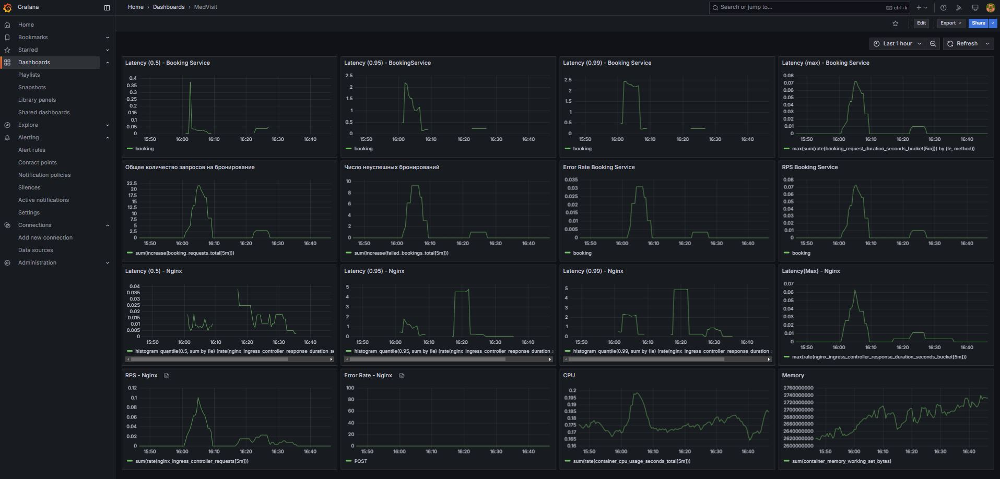 Grafana
Home › Dashboards › MedVisit
Search or jump to...
ctrl+k
Home
Bookmarks
Starred
Dashboards
Playlists
Snapshots
Library panels
Shared dashboards
Explore
Alerting
Alert rules
Contact points
Notification policies
Silences
Active notifications
Settings
Connections
Add new connection
Data sources
Administration
Edit
Export
Share
Last 1 hour
Refresh
Latency (0.5) - Booking Service
0.4
0.35
0.3
0.25
0.2
0.15
0.1
0.05
0
15:50 16:00 16:10 16:20 16:30 16:40
booking
Latency (0.95) - BookingService
2.5
2
1.5
1
0.5
0
15:50 16:00 16:10 16:20 16:30 16:40
booking
Latency (0.99) - Booking Service
2.5
2
1.5
1
0.5
0
15:50 16:00 16:10 16:20 16:30 16:40
booking
Latency (max) - Booking Service
0.08
0.07
0.06
0.05
0.04
0.03
0.02
0.01
0
15:50 16:00 16:10 16:20 16:30 16:40
max(sum(rate(booking_request_duration_seconds_bucket[5m])) by (le, method))
Общее количество запросов на бронирование
22.5
20
17.5
15
12.5
10
7.5
5
2.5
0
15:50 16:00 16:10 16:20 16:30 16:40
sum(increase(booking_requests_total[5m]))
Число неуспешных бронирований
10
8
6
4
2
0
15:50 16:00 16:10 16:20 16:30 16:40
sum(increase(failed_bookings_total[5m]))
Error Rate Booking Service
0.035
0.03
0.025
0.02
0.015
0.01
0.005
0
15:50 16:00 16:10 16:20 16:30 16:40
booking
RPS Booking Service
0.08
0.07
0.06
0.05
0.04
0.03
0.02
0.01
0
15:50 16:00 16:10 16:20 16:30 16:40
booking
Latency (0.5) - Nginx
0.04
0.035
0.03
0.025
0.02
0.015
0.01
0.005
0
15:50 16:00 16:10 16:20 16:30 16:40
histogram_quantile(0.5, sum by (le) (rate(nginx_ingress_controller_response_duration_se
Latency (0.95) - Nginx
5
4
3
2
1
0
15:50 16:00 16:10 16:20 16:30 16:40
histogram_quantile(0.95, sum by (le) (rate(nginx_ingress_controller_response_duration_s
Latency (0.99) - Nginx
5
4
3
2
1
0
15:50 16:00 16:10 16:20 16:30 16:40
histogram_quantile(0.99, sum by (le) (rate(nginx_ingress_controller_response_duration_s
Latency(Max) - Nginx
0.07
0.06
0.05
0.04
0.03
0.02
0.01
0
15:50 16:00 16:10 16:20 16:30 16:40
max(rate(nginx_ingress_controller_response_duration_seconds_bucket[5m]))
RPS - Nginx
0.12
0.1
0.08
0.06
0.04
0.02
0
15:50 16:00 16:10 16:20 16:30 16:40
sum(rate(nginx_ingress_controller_requests[5m]))
Error Rate - Nginx
100
80
60
40
20
0
15:50 16:00 16:10 16:20 16:30 16:40
POST
CPU
0.2
0.195
0.19
0.185
0.18
0.175
0.17
0.165
0.16
15:50 16:00 16:10 16:20 16:30 16:40
sum(rate(container_cpu_usage_seconds_total[5m]))
Memory
2760000000
2740000000
2720000000
2700000000
2680000000
2660000000
2640000000
2620000000
2600000000
15:50 16:00 16:10 16:20 16:30 16:40
sum(container_memory_working_set_bytes)